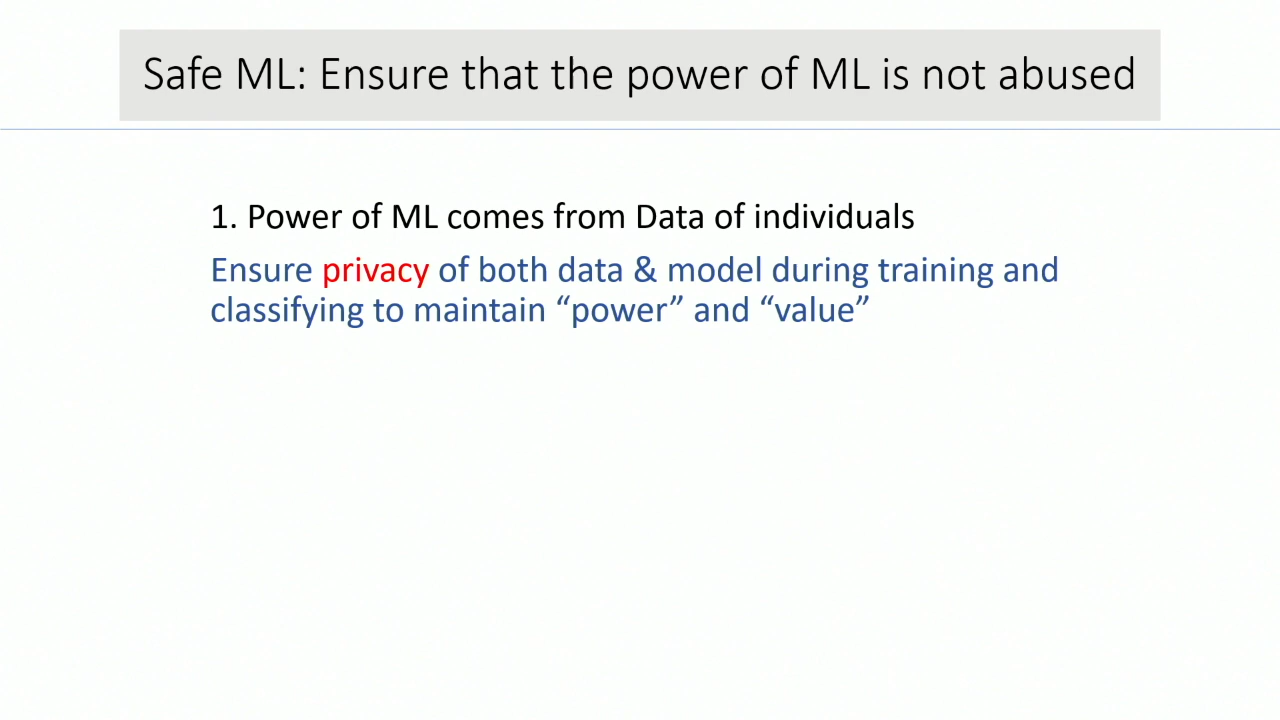 Safe ML: Ensure that the power of ML is not abused
1. Power of ML comes from Data of individuals
Ensure privacy of both data & model during training and
classifying to maintain “power” and “value”